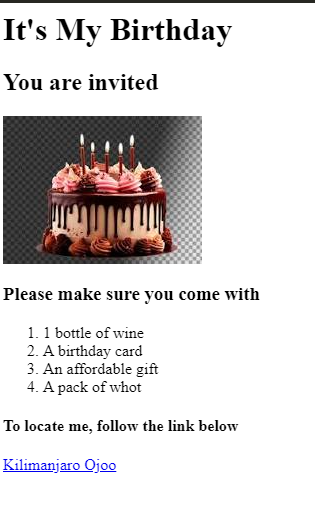 It's My Birthday
You are invited
Please make sure you come with
1. 1 bottle of wine
2. A birthday card
3. An affordable gift
4. A pack of whot
To locate me, follow the link below
Kilimanjaro Ojoo